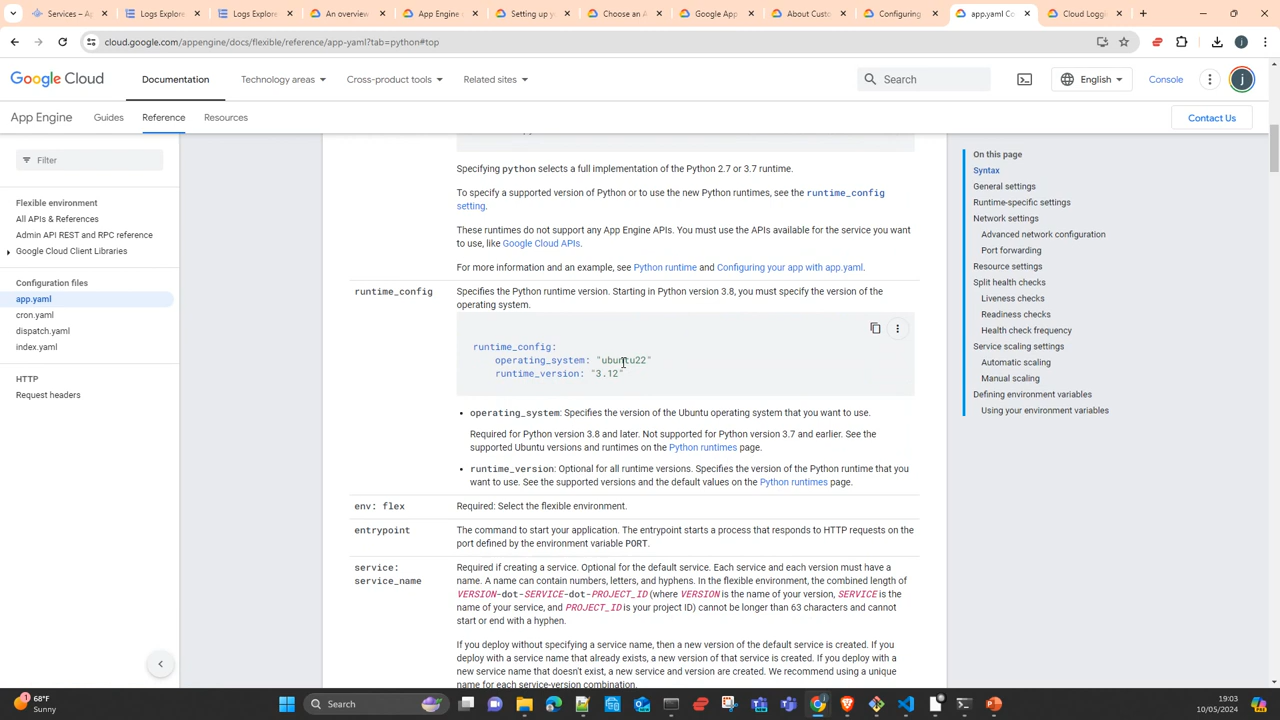 Services – A
Logs Explore
Logs Explore
An overview
App Engine
Setting up y
Choose an A
Google App
About Custo
Configuring
app.yaml Co
Cloud Logg
cloud.google.com/appengine/docs/flexible/reference/app-yaml?tab=python#top
Google Cloud
Documentation
Technology areas
Cross-product tools
Related sites
Search
English
Console
j
App Engine
Guides
Reference
Resources
Contact Us
Filter
Flexible environment
All APIs & References
Admin API REST and RPC reference
Google Cloud Client Libraries
Configuration files
app.yaml
cron.yaml
dispatch.yaml
index.yaml
HTTP
Request headers
Specifying python selects a full implementation of the Python 2.7 or 3.7 runtime.
To specify a supported version of Python or to use the new Python runtimes, see the runtime_config
setting.
These runtimes do not support any App Engine APIs. You must use the APIs available for the service you want
to use, like Google Cloud APIs.
For more information and an example, see Python runtime and Configuring your app with app.yaml.
runtime_config
Specifies the Python runtime version. Starting in Python version 3.8, you must specify the version of the
operating system.
runtime_config:
operating_system: "ubuntu22"
runtime_version: "3.12"
• operating_system: Specifies the version of the Ubuntu operating system that you want to use.
Required for Python version 3.8 and later. Not supported for Python version 3.7 and earlier. See the
supported Ubuntu versions and runtimes on the Python runtimes page.
• runtime_version: Optional for all runtime versions. Specifies the version of the Python runtime that you
want to use. See the supported versions and the default values on the Python runtimes page.
env: flex
Required: Select the flexible environment.
entrypoint
The command to start your application. The entrypoint starts a process that responds to HTTP requests on the
port defined by the environment variable PORT.
service:
service_name
Required if creating a service. Optional for the default service. Each service and each version must have a
name. A name can contain numbers, letters, and hyphens. In the flexible environment, the combined length of
VERSION-dot-SERVICE-dot-PROJECT_ID (where VERSION is the name of your version, SERVICE is the
name of your service, and PROJECT_ID is your project ID) cannot be longer than 63 characters and cannot
start or end with a hyphen.
If you deploy without specifying a service name, then a new version of the default service is created. If you
deploy with a service name that already exists, a new version of that service is created. If you deploy with a
new service name that doesn't exist, a new service and version are created. We recommend using a unique
name for each service-version combination.
On this page
Syntax
General settings
Runtime-specific settings
Network settings
Advanced network configuration
Port forwarding
Resource settings
Split health checks
Liveness checks
Readiness checks
Health check frequency
Service scaling settings
Automatic scaling
Manual scaling
Defining environment variables
Using your environment variables
68°F
Sunny
Search
19:03
10/05/2024